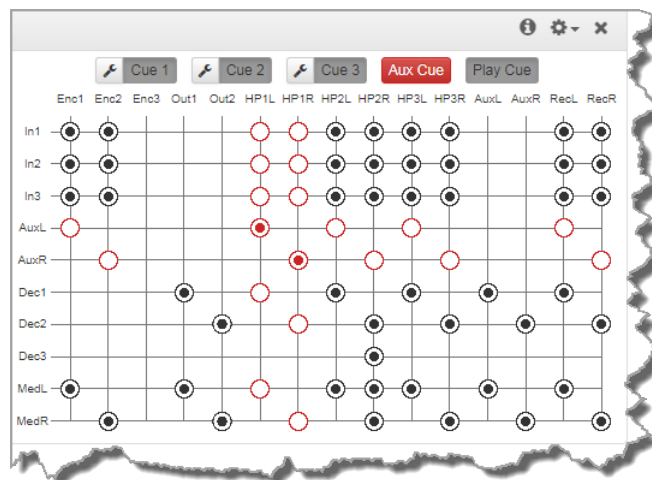 Cue 1 Cue 2 Cue 3 Aux Cue Play Cue
Enc1 Enc2 Enc3 Out1 Out2 HP1L HP1R HP2L HP2R HP3L HP3R AuxL AuxR RecL RecR
In1
In2
In3
AuxL
AuxR
Dec1
Dec2
Dec3
MedL
MedR